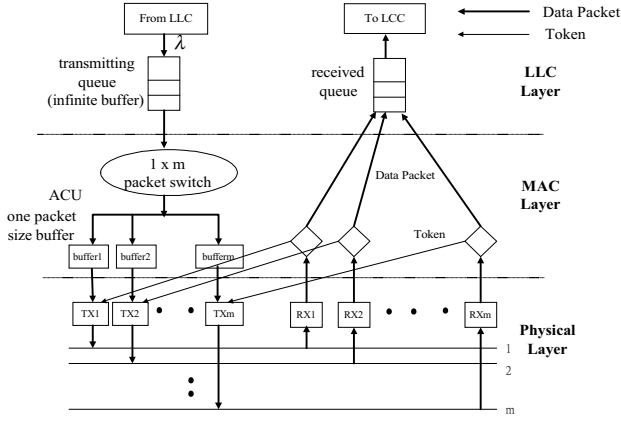 From LLC
To LCC
Data Packet
Token
λ
transmitting
queue
(infinite buffer)
received
queue
LLC
Layer
1 x m
packet switch
Data Packet
MAC
Layer
ACU
one packet
size buffer
Token
buffer1
buffer2
bufferm
TX1
TX2
TXm
RX1
RX2
RXm
Physical
Layer
1
2
m